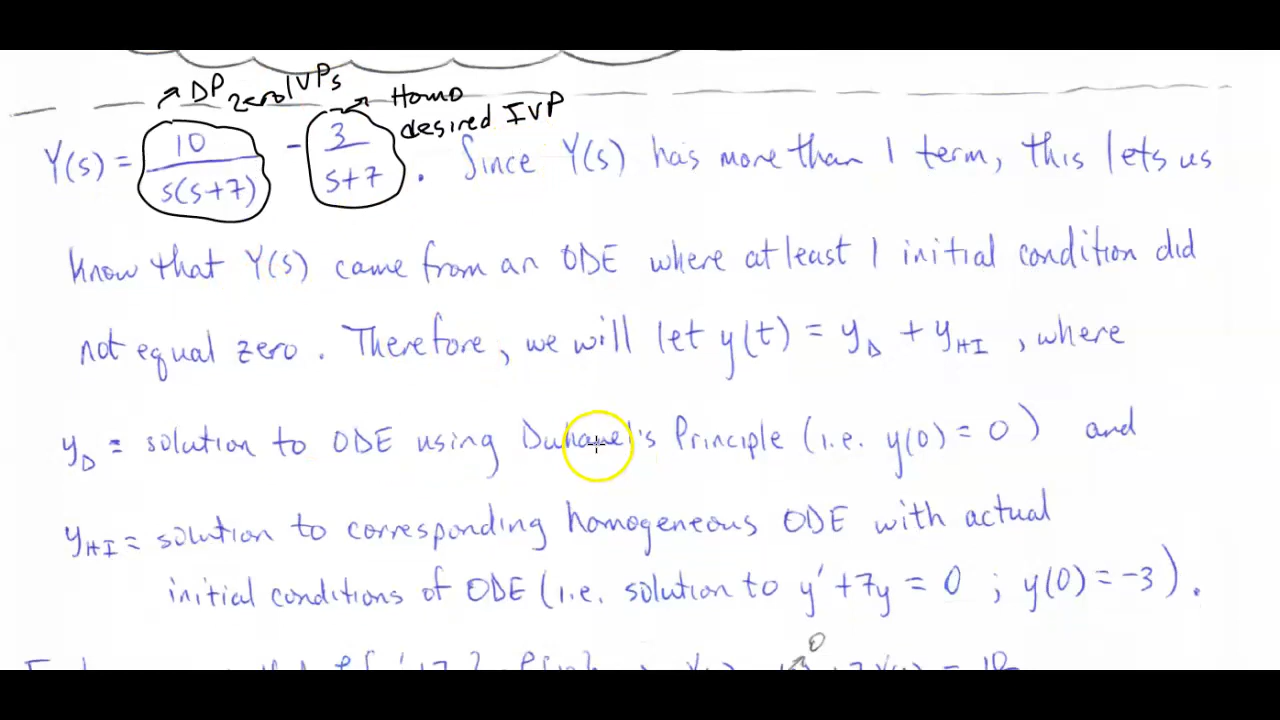 → DP zero IVPs → Homo
desired IVP
Y(s) = 10/s(s+7) - 3/s+7 . Since Y(s) has more than 1 term, this lets us
know that Y(s) came from an ODE where at least 1 initial condition did
not equal zero. Therefore, we will let y(t) = y_D + y_HI , where
y_D = solution to ODE using Duhamel's Principle (i.e. y(0) = 0 ) and
y_HI = solution to corresponding homogeneous ODE with actual
initial conditions of ODE (i.e. solution to y' + 7y = 0 ; y(0) = -3 ) .
0